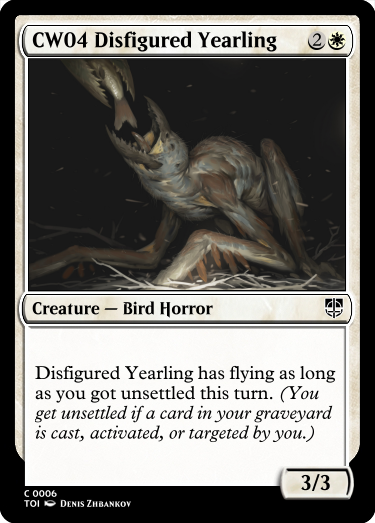 CW04 Disfigured Yearling 2
Creature — Bird Horror
Disfigured Yearling has flying as long
as you got unsettled this turn. (You
get unsettled if a card in your graveyard
is cast, activated, or targeted by you.)
3/3
C 0006
TOI DENIS ZHBANKOV